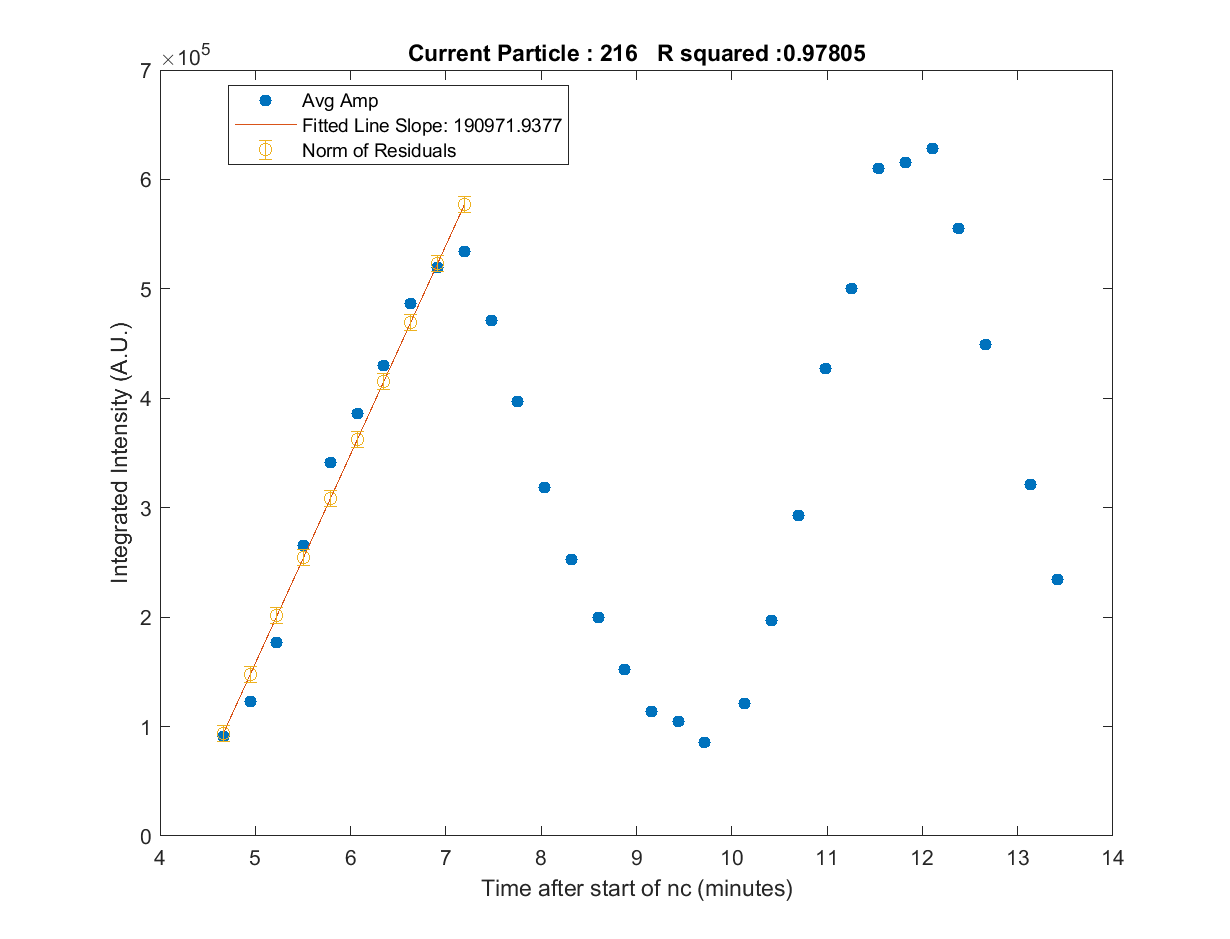 Current Particle : 216 R squared :0.97805
×10^5
Avg Amp
Fitted Line Slope: 190971.9377
Norm of Residuals
7
6
5
4
3
2
1
0
Integrated Intensity (A.U.)
4 5 6 7 8 9 10 11 12 13 14
Time after start of nc (minutes)